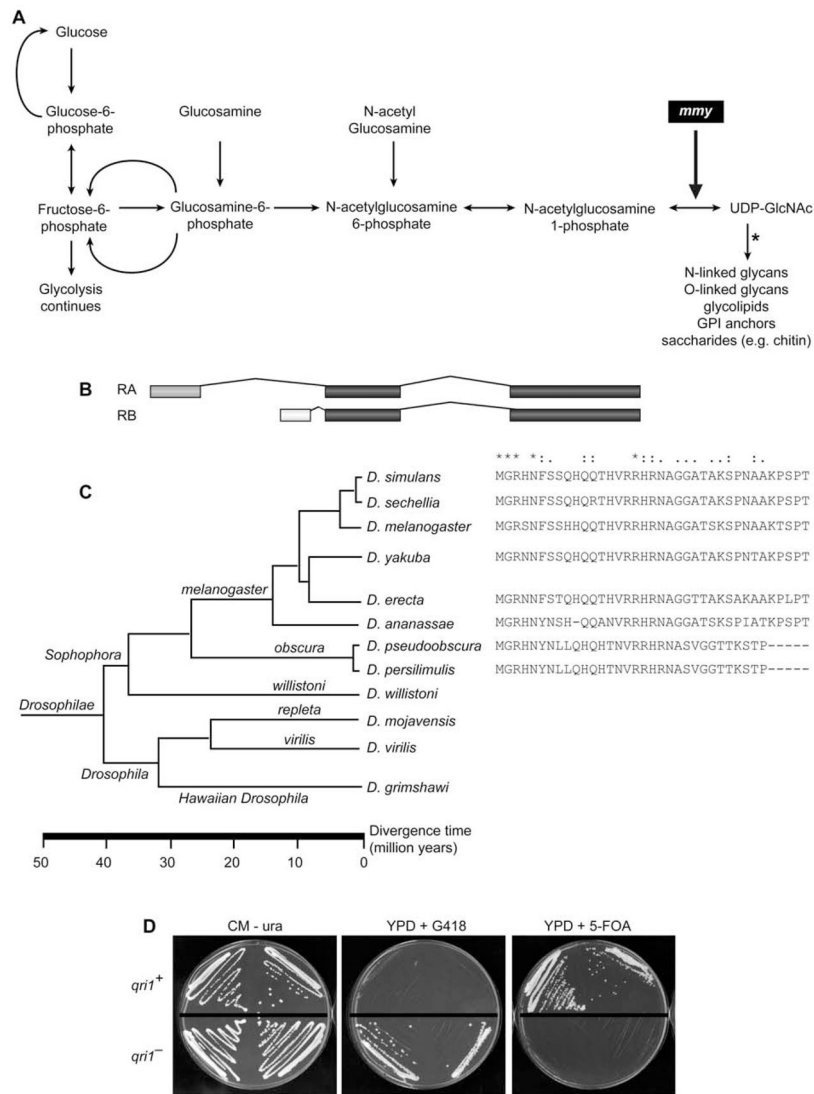 A
Glucose
Glucose-6-
phosphate
Glucosamine
N-acetyl
Glucosamine
mmy
Fructose-6-
phosphate
Glucosamine-6-
phosphate
N-acetylglucosamine
6-phosphate
N-acetylglucosamine
1-phosphate
UDP-GlcNAc
*
Glycolysis
continues
N-linked glycans
O-linked glycans
glycolipids
GPI anchors
saccharides (e.g. chitin)
B
RA
RB
C
*** *:. :: *::. ... ..: :.
D. simulans MGRHNFSSQHQQTHVRRHRNAGGATAKSPNAAKPSPT
D. sechellia MGRHNFSSQHQRTHVRRHRNAGGATAKSPNAAKPSPT
D. melanogaster MGRSNFSSHHQQTHVRRHRNAGGATSKSPNAAKTSPT
D. yakuba MGRNNFSSQHQQTHVRRHRNAGGATAKSPNTAKPSPT
melanogaster
D. erecta MGRNNFSTQHQQTHVRRHRNAGGTTAKSAKAAKPLPT
D. ananassae MGRHNYNSH-QQANVRRHRNAGGATSKSPIATKPSPT
obscura
D. pseudoobscura MGRHNYNLLQHQHTNVRRHRNASVGGTTKSTP-----
Sophophora
D. persilimulis MGRHNYNLLQHQHTNVRRHRNASVGGTTKSTP-----
willistoni
D. willistoni
Drosophilae
repleta
D. mojavensis
virilis
D. virilis
Drosophila
D. grimshawi
Hawaiian Drosophila
Divergence time
(million years)
50 40 30 20 10 0
D
CM - ura YPD + G418 YPD + 5-FOA
qri1+
qri1–